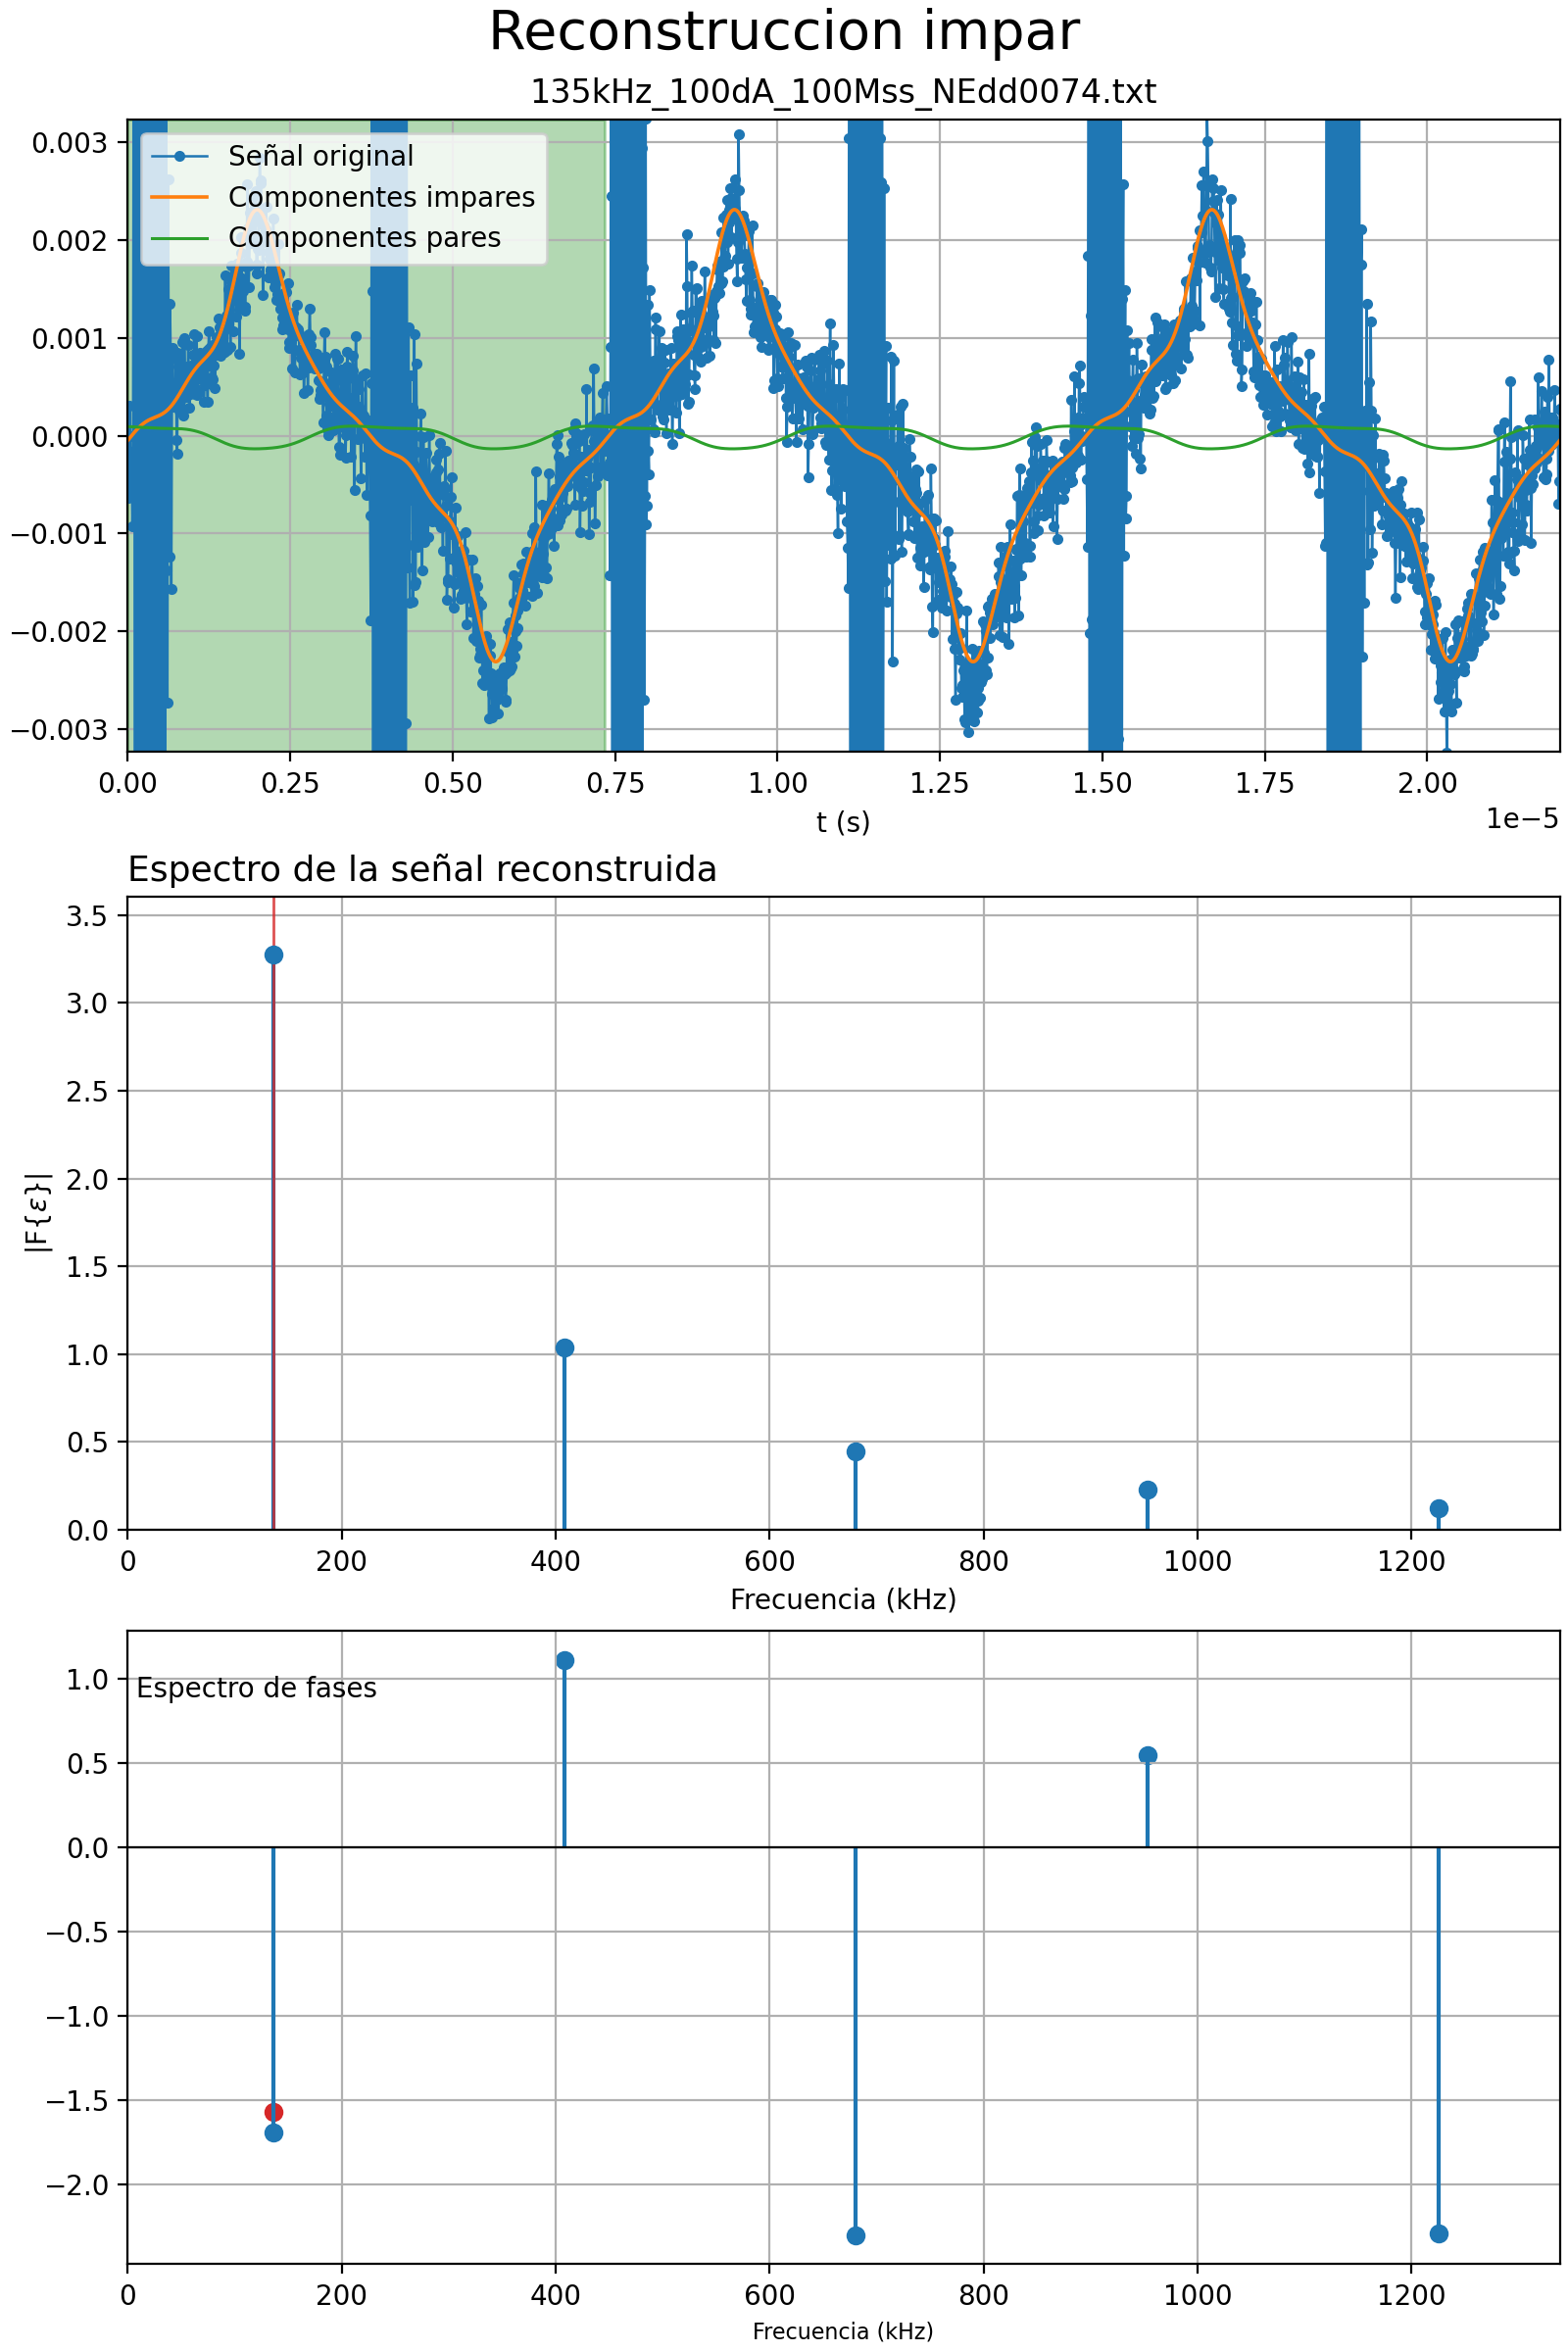 Reconstruccion impar
135kHz_100dA_100Mss_NEdd0074.txt
Señal original
Componentes impares
Componentes pares
0.003
0.002
0.001
0.000
−0.001
−0.002
−0.003
0.00 0.25 0.50 0.75 1.00 1.25 1.50 1.75 2.00
1e−5
t (s)
Espectro de la señal reconstruida
3.5
3.0
2.5
2.0
1.5
1.0
0.5
0.0
|F{ε}|
0 200 400 600 800 1000 1200
Frecuencia (kHz)
Espectro de fases
1.0
0.5
0.0
−0.5
−1.0
−1.5
−2.0
0 200 400 600 800 1000 1200
Frecuencia (kHz)